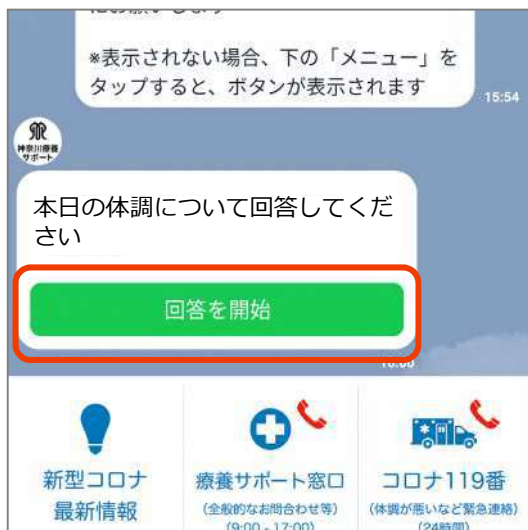 ※表示されない場合、下の「メニュー」を
タップすると、ボタンが表示されます
15:54
神奈川療養
サポート
本日の体調について回答してくだ
さい
回答を開始
新型コロナ
最新情報
療養サポート窓口
(全般的なお問合わせ等)
(9:00 - 17:00)
コロナ119番
(体調が悪いなど緊急連絡)
(24時間)